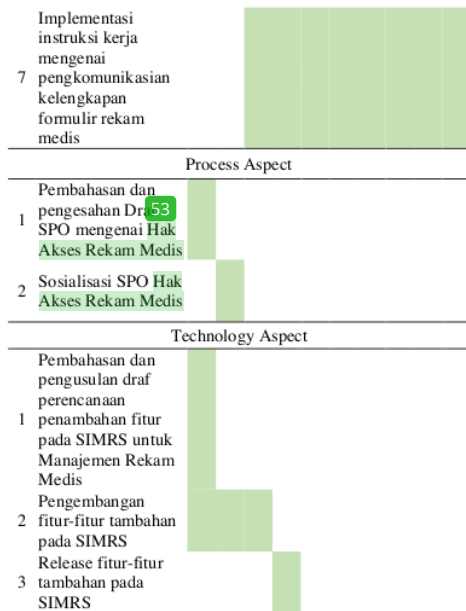 Implementasi
instruksi kerja
mengenai
7 pengkomunikasian
kelengkapan
formulir rekam
medis
Process Aspect
Pembahasan dan
1 pengesahan Dra 53
SPO mengenai Hak
Akses Rekam Medis
2 Sosialisasi SPO Hak
Akses Rekam Medis
Technology Aspect
Pembahasan dan
pengusulan draf
perencanaan
1 penambahan fitur
pada SIMRS untuk
Manajemen Rekam
Medis
Pengembangan
2 fitur-fitur tambahan
pada SIMRS
Release fitur-fitur
3 tambahan pada
SIMRS